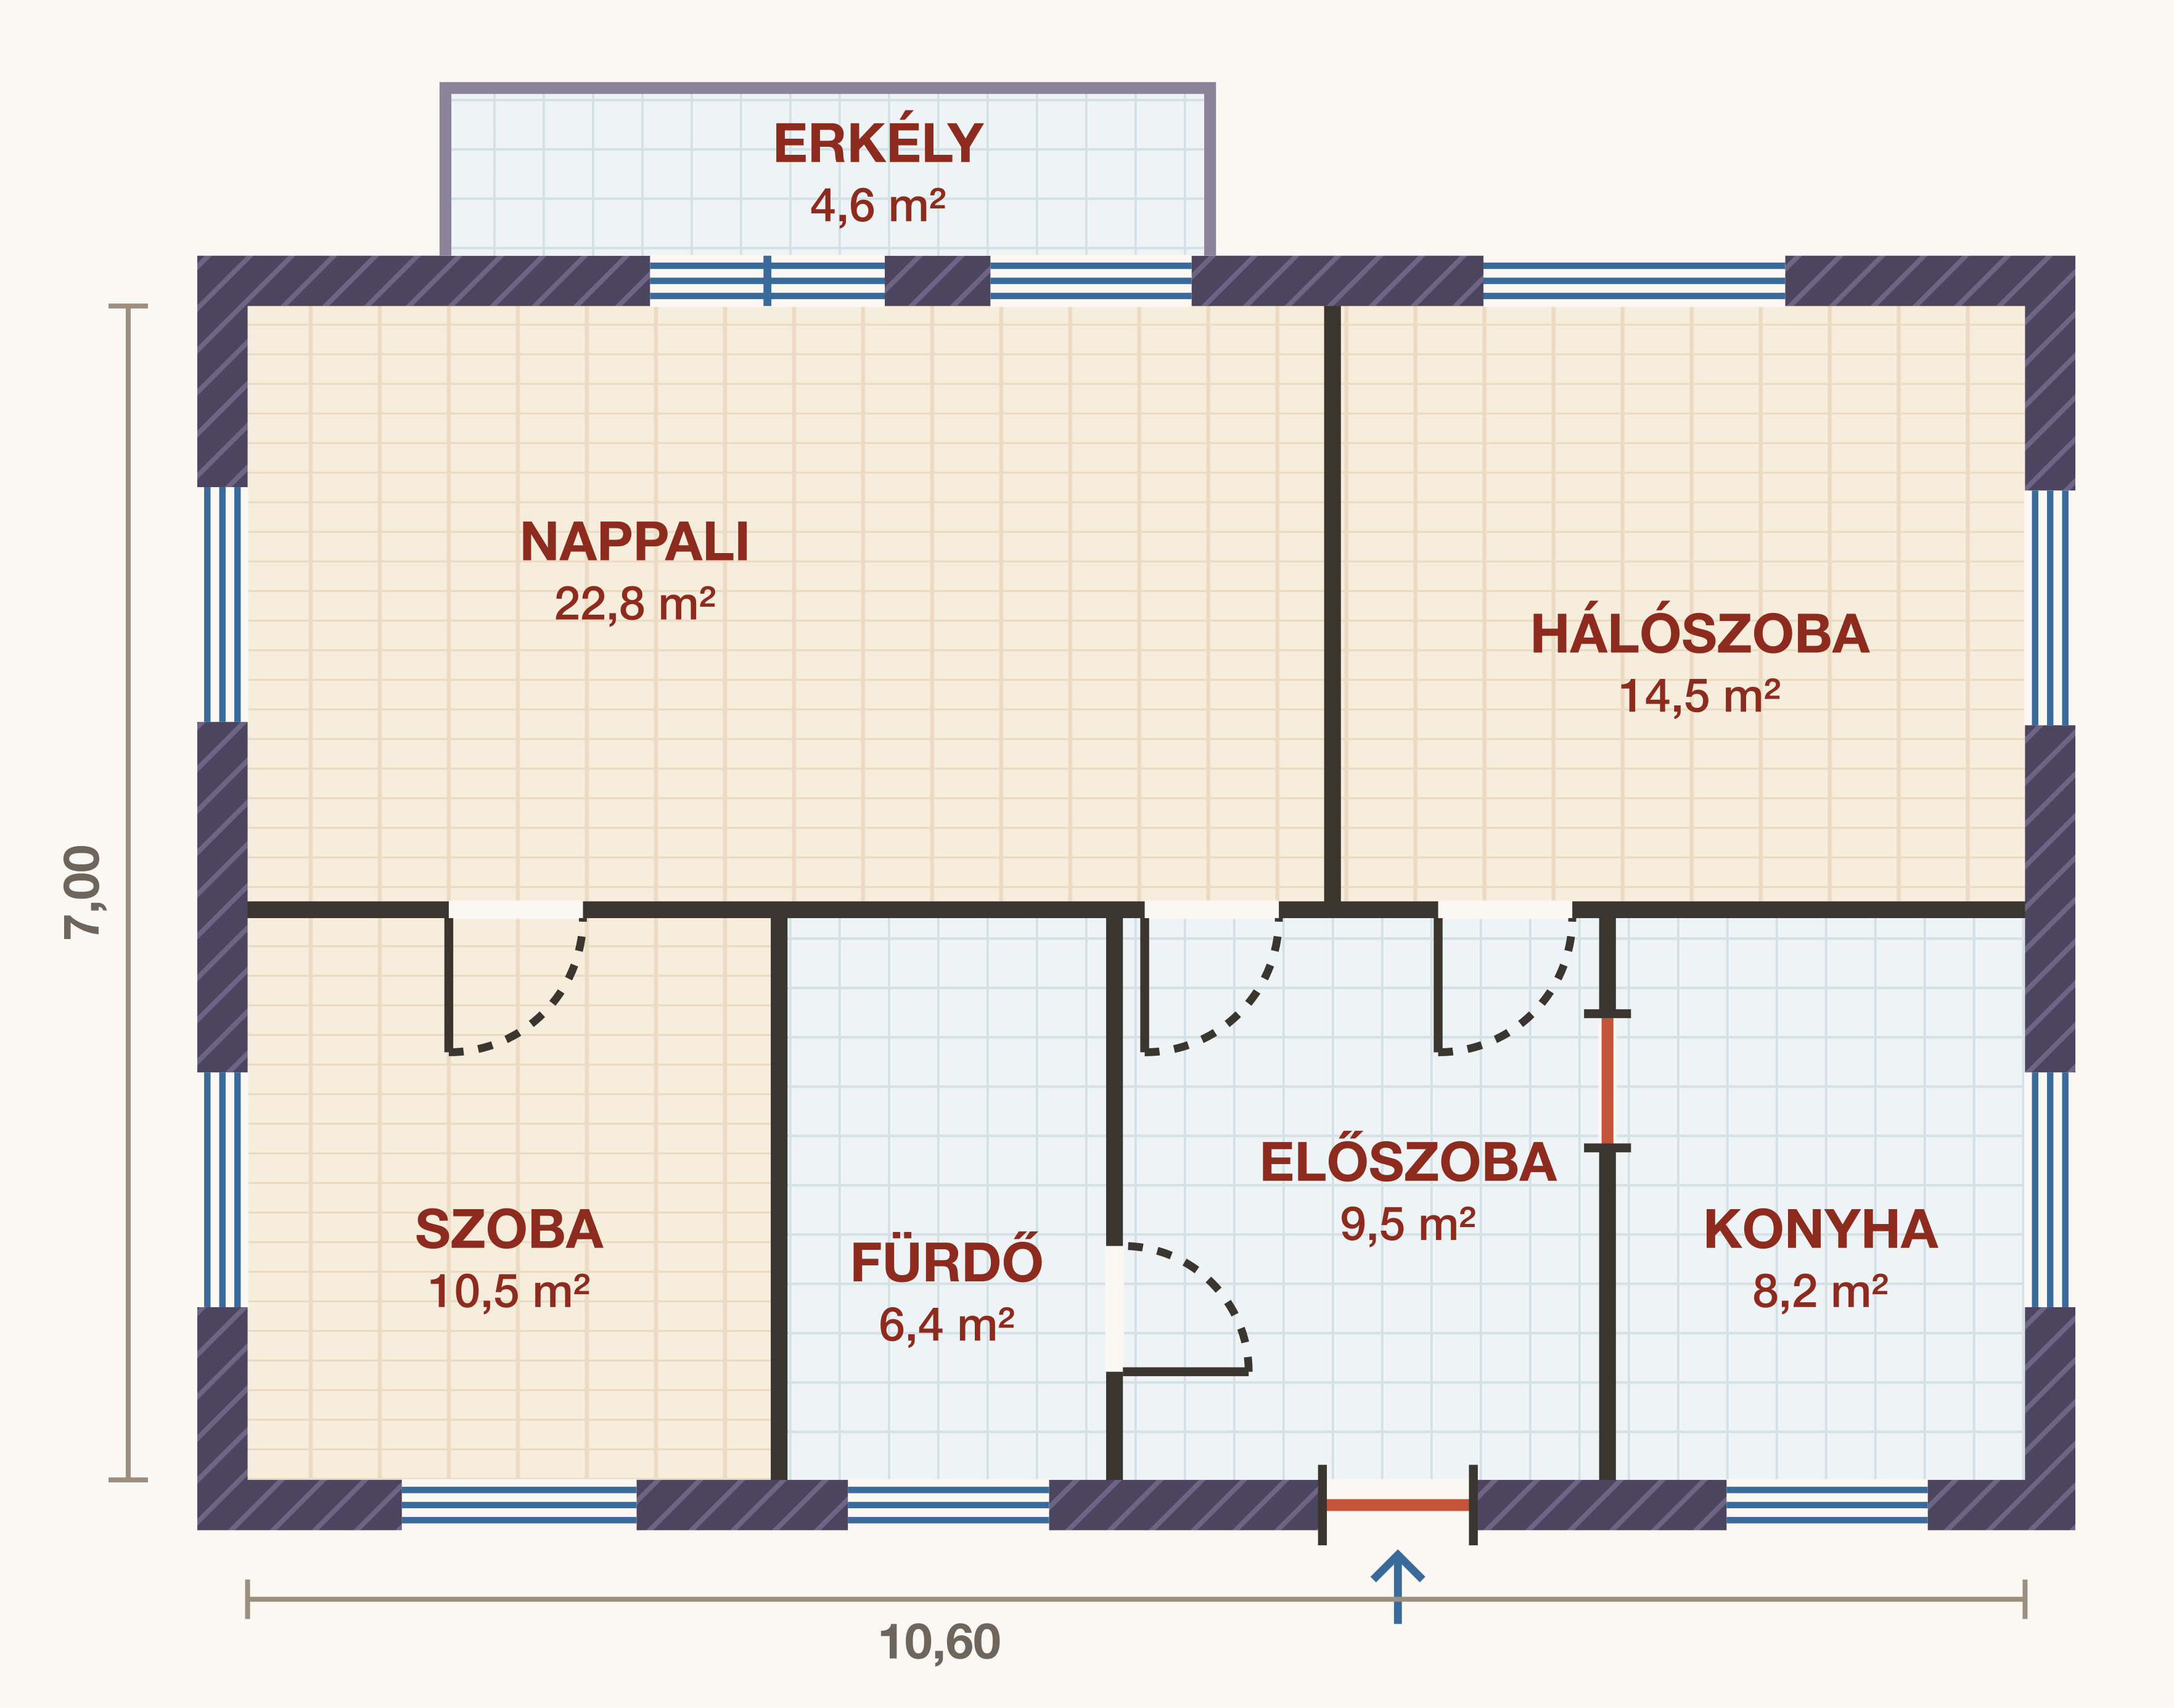 ERKÉLY
4,6 m²
NAPPALI
22,8 m²
HÁLÓSZOBA
14,5 m²
7,00
SZOBA
10,5 m²
FÜRDŐ
6,4 m²
ELŐSZOBA
9,5 m²
KONYHA
8,2 m²
10,60